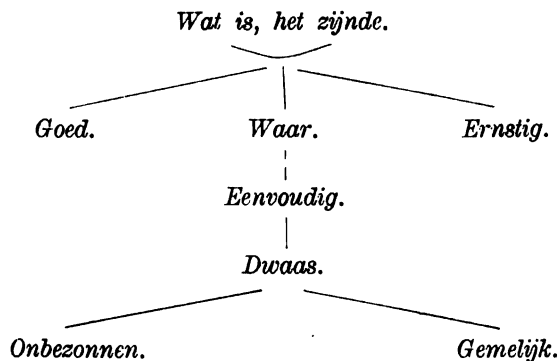 Wat is, het zijnde.
Goed. Waar. Ernstig.
Eenvoudig.
Dwaas.
Onbezonnen. Gemelijk.